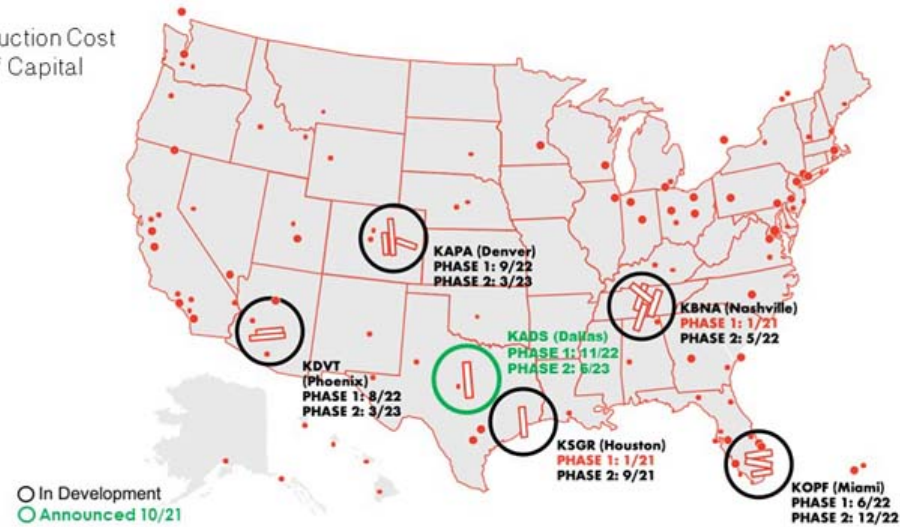 uction Cost
Capital
KAPA (Denver)
PHASE 1: 9/22
PHASE 2: 3/23
KBNA (Nashville)
PHASE 1: 1/21
PHASE 2: 5/22
KADS (Dallas)
PHASE 1: 11/22
PHASE 2: 6/23
KDVT
(Phoenix)
PHASE 1: 8/22
PHASE 2: 3/23
KSGR (Houston)
PHASE 1: 1/21
PHASE 2: 9/21
KOPF (Miami)
PHASE 1: 6/22
PHASE 2: 12/22
In Development
Announced 10/21